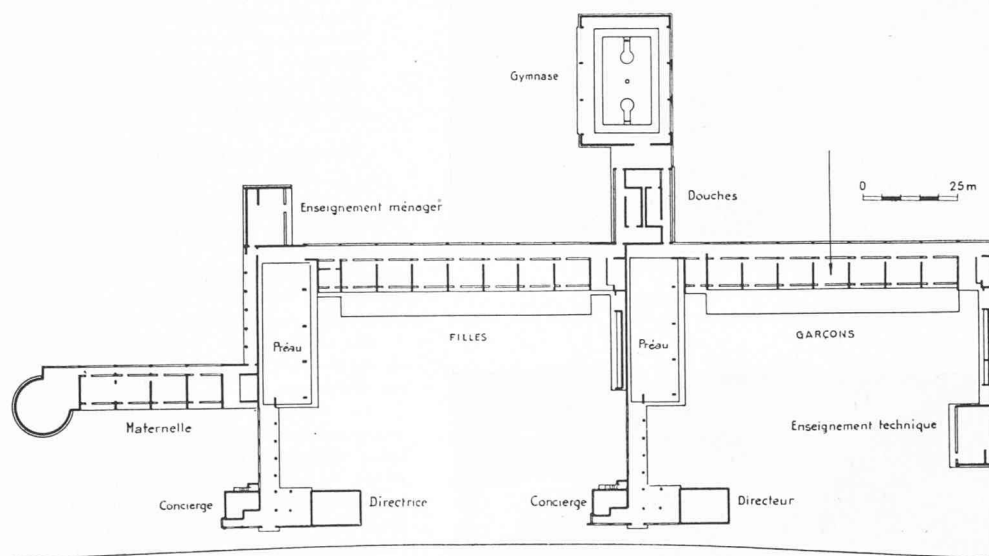 Gymnase
Enseignement ménager
Douches
0 25 m
FILLES
GARÇONS
Préau
Préau
Maternelle
Enseignement technique
Concierge
Directrice
Concierge
Directeur